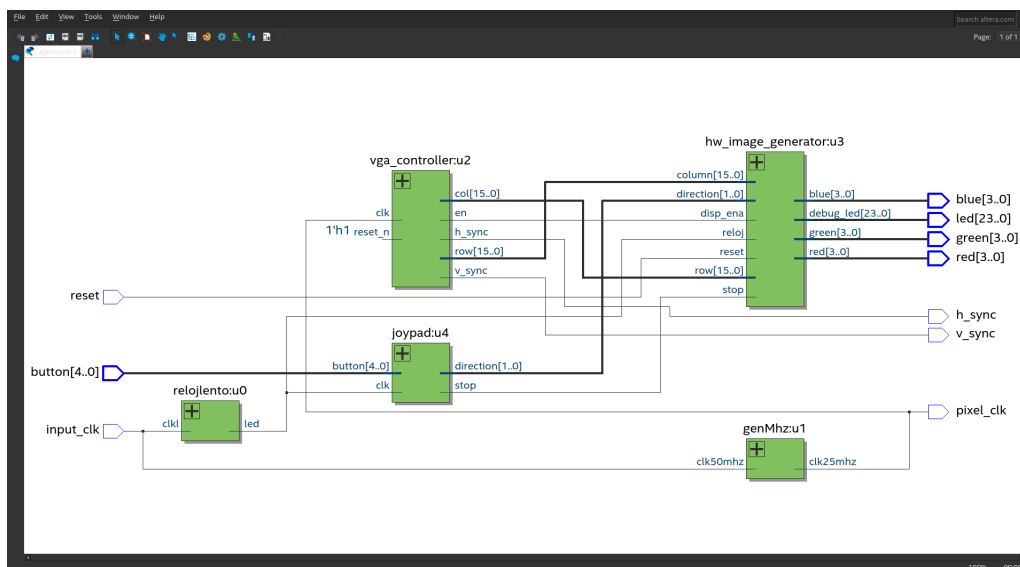 File Edit View Tools Window Help
Search altera.com
Page: 1 of 1
hw_image_generator:u3
vga_controller:u2
column[15..0]
col[15..0] direction[1..0] blue[3..0] blue[3..0]
clk en disp_ena debug_led[23..0] led[23..0]
1'h1 reset_n h_sync reloj green[3..0] green[3..0]
row[15..0] reset red[3..0] red[3..0]
v_sync row[15..0]
reset stop
h_sync
joypad:u4 v_sync
button[4..0] button[4..0] direction[1..0]
clk stop
relojlento:u0
pixel_clk
input_clk clkl led genMhz:u1
clk50mhz clk25mhz